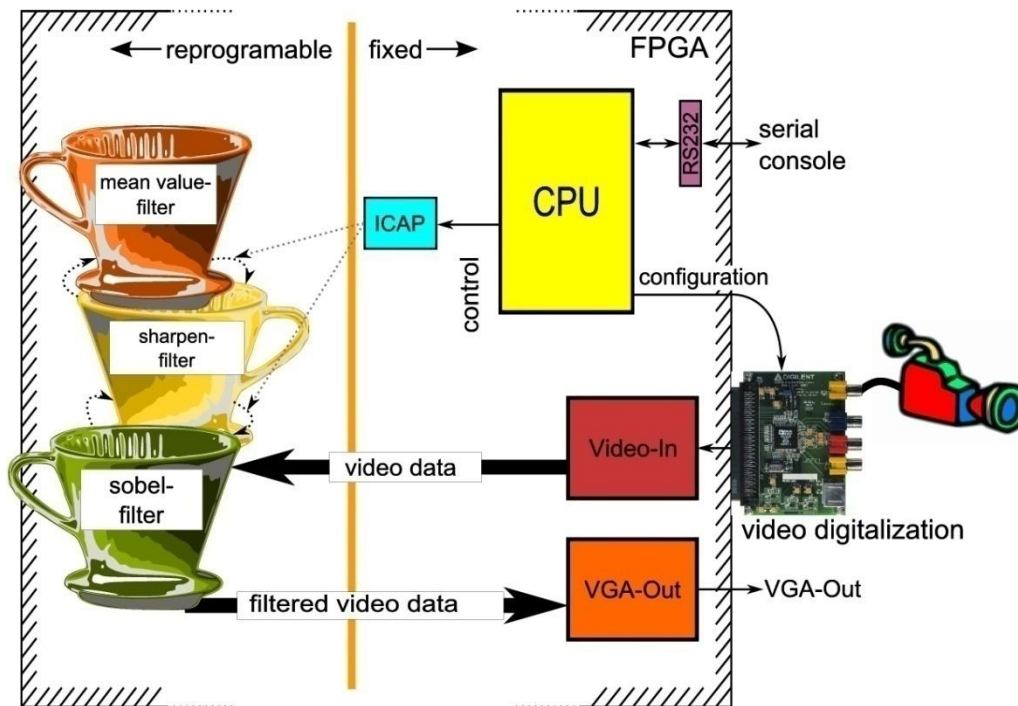 reprogramable
fixed
FPGA
mean value-
filter
sharpen-
filter
sobel-
filter
ICAP
control
CPU
RS232
serial
console
configuration
DIGILENT
Video-In
video data
video digitalization
VGA-Out
VGA-Out
filtered video data